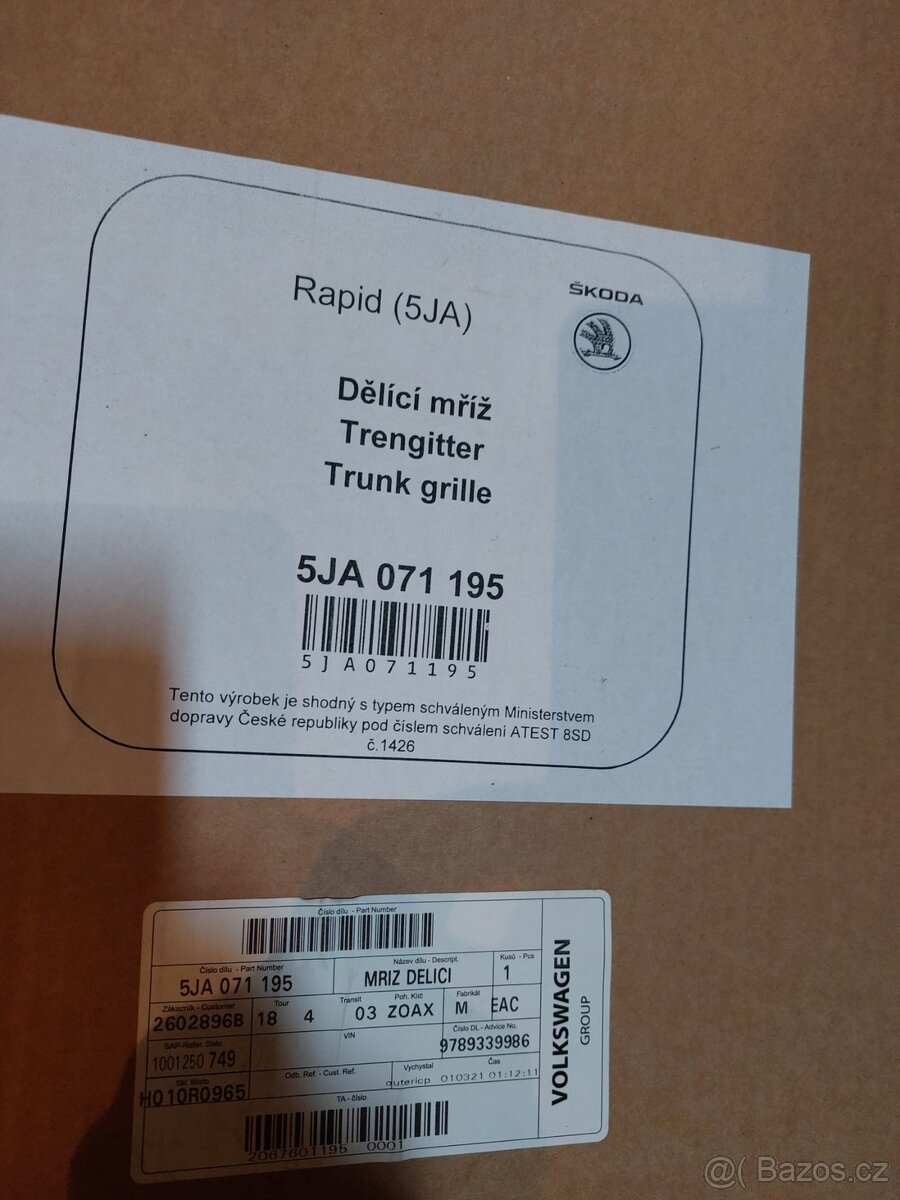 Rapid (5JA)
ŠKODA
Dělící mříž
Trengitter
Trunk grille
5JA 071 195
5JA071195
Tento výrobek je shodný s typem schváleným Ministerstvem
dopravy České republiky pod číslem schválení ATEST 8SD
č.1426
Číslo dílu - Part Number
Číslo dílu - Part Number
Název dílu - Descript.
Kusů - Pcs
5JA 071 195
MRIZ DELICI
1
Zákazník - Customer
Tour
Transit
Poh. Klíč
Fabrikát
2602896B
18 4
03 ZOAX
M
EAC
SAP-Refer. číslo
VIN
Číslo DL - Advice No.
1001250 749
9789339986
Skl. Místo
Odb. Ref. - Cust. Ref.
Vychystal
Čas
H010R0965
autericp 010321 01:12:11
TA - číslo
2067601195 0001
VOLKSWAGEN
GROUP
@( Bazos.cz